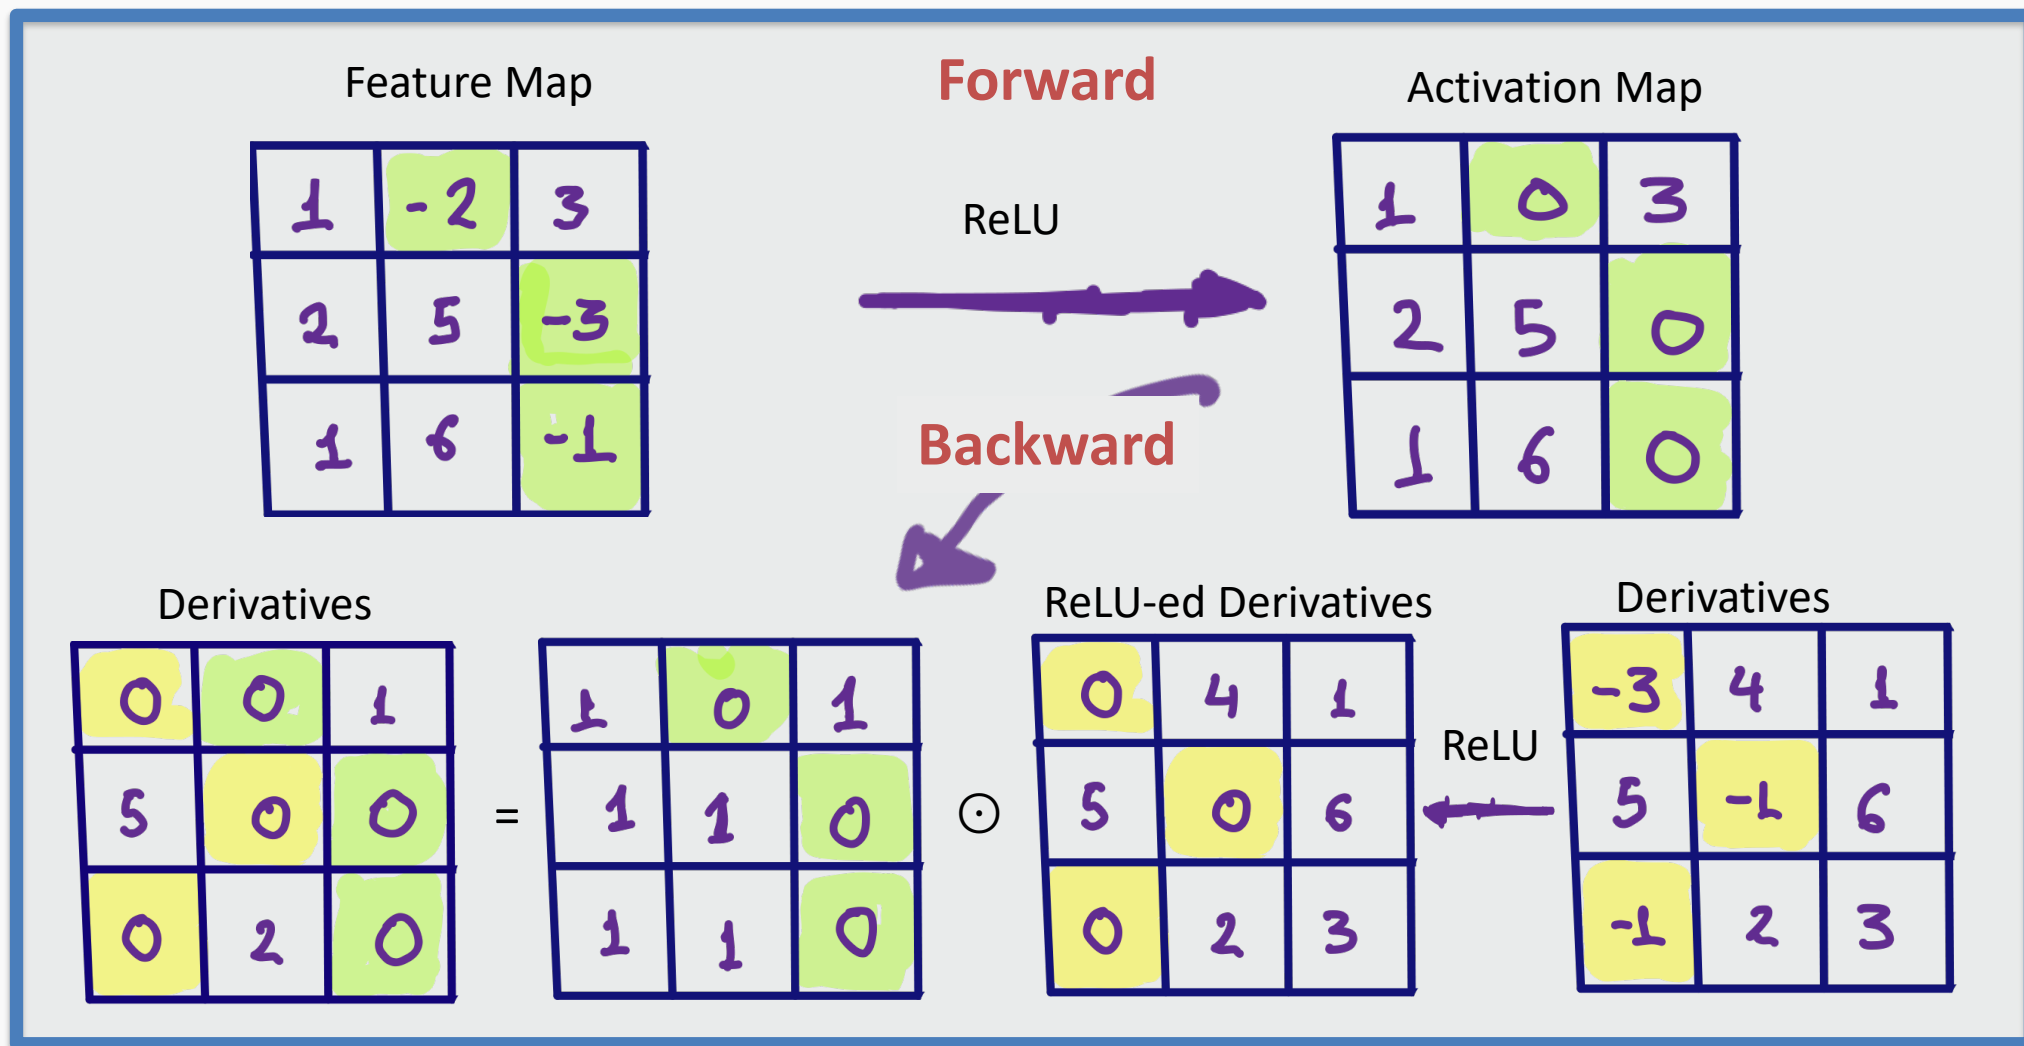 Feature Map
Forward
Activation Map
1 -2 3
2 5 -3
1 6 -1
ReLU
1 0 3
2 5 0
1 6 0
Backward
Derivatives
ReLU-ed Derivatives
Derivatives
0 0 1
5 0 0
0 2 0
=
1 0 1
1 1 0
1 1 0
⊙
0 4 1
5 0 6
0 2 3
ReLU
-3 4 1
5 -1 6
-1 2 3